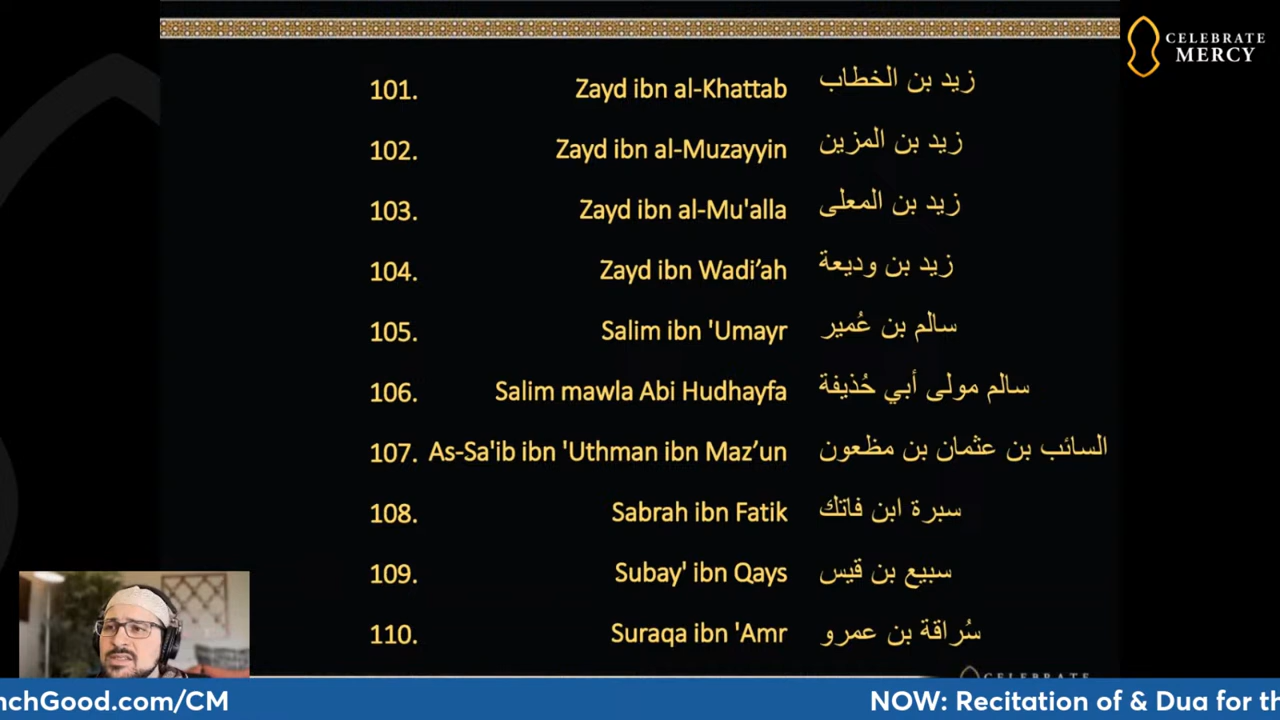 CELEBRATE
MERCY
101. Zayd ibn al-Khattab زيد بن الخطاب
102. Zayd ibn al-Muzayyin زيد بن المزين
103. Zayd ibn al-Mu'alla زيد بن المعلى
104. Zayd ibn Wadi’ah زيد بن وديعة
105. Salim ibn 'Umayr سالم بن عُمير
106. Salim mawla Abi Hudhayfa سالم مولى أبي حُذيفة
107. As-Sa'ib ibn 'Uthman ibn Maz’un السائب بن عثمان بن مظعون
108. Sabrah ibn Fatik سبرة ابن فاتك
109. Subay' ibn Qays سبيع بن قيس
110. Suraqa ibn 'Amr سُراقة بن عمرو
CELEBRATE
nchGood.com/CM NOW: Recitation of & Dua for th